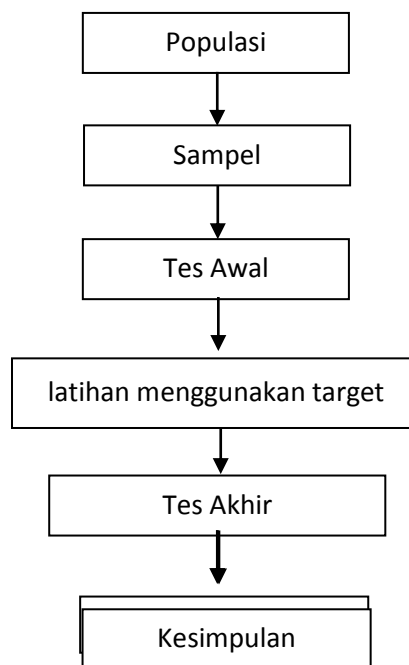 Populasi
Sampel
Tes Awal
latihan menggunakan target
Tes Akhir
Kesimpulan